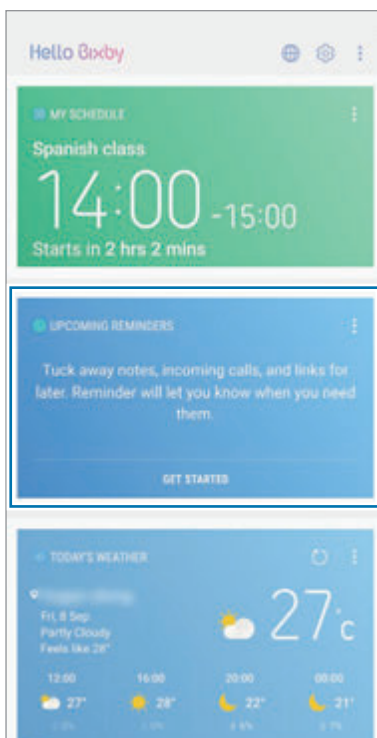 Hello Bixby
MY SCHEDULE
Spanish class
14:00 -15:00
Starts in 2 hrs 2 mins
UPCOMING REMINDERS
Tuck away notes, incoming calls, and links for
later. Reminder will let you know when you need
them.
GET STARTED
TODAY'S WEATHER
Fri, 8 Sep
Partly Cloudy
Feels like 28°
27°c
12:00 16:00 20:00 00:00
27° 28° 22° 21°